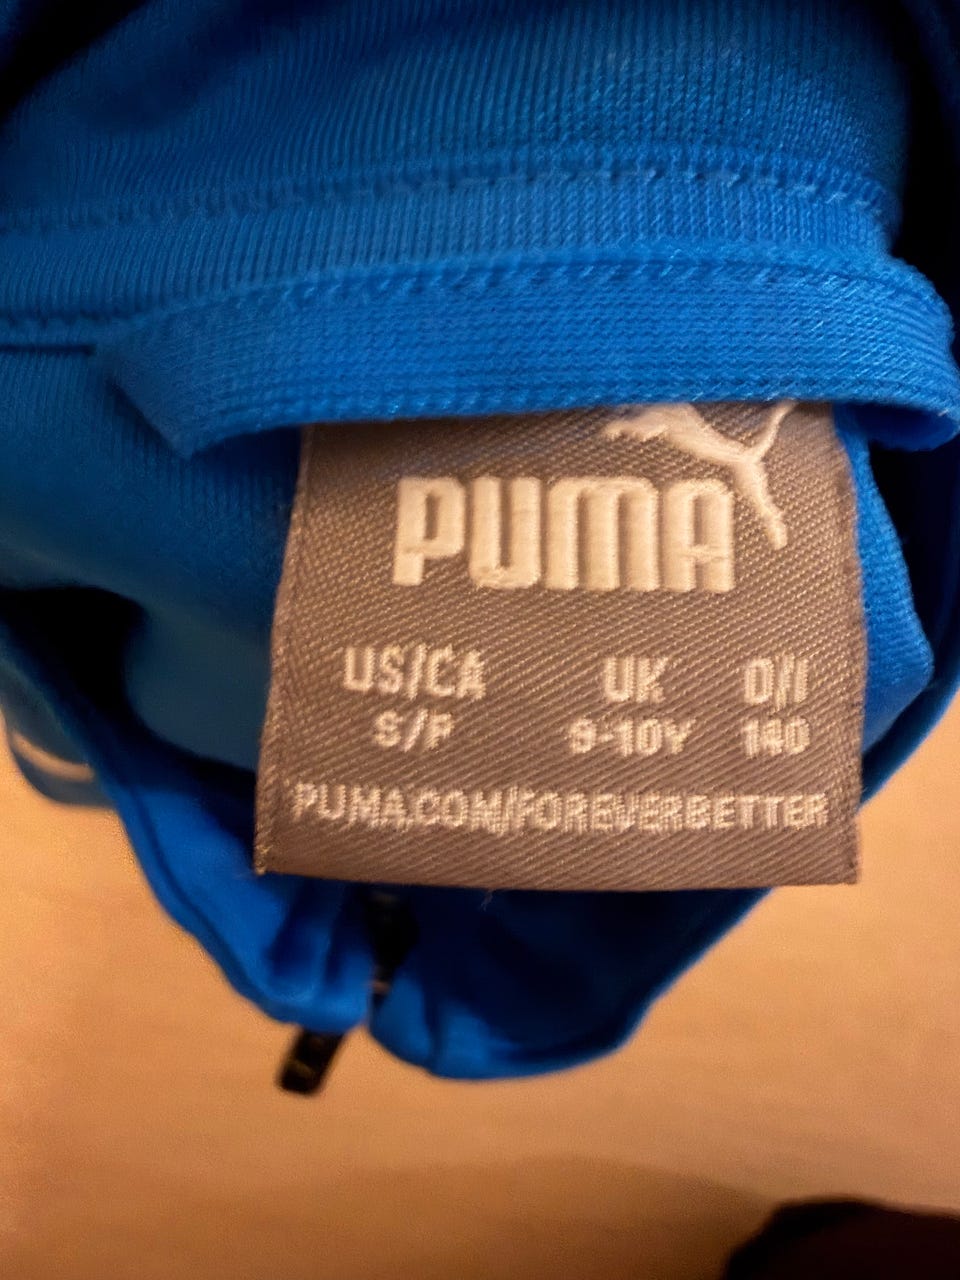 PUMA
US/CA UK D/I
S/P 9-10Y 140
PUMA.COM/FOREVERBETTER